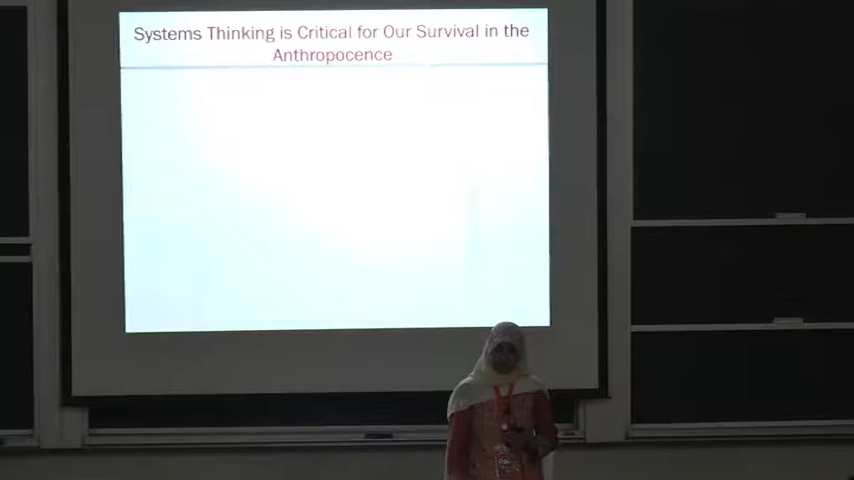 Systems Thinking is Critical for Our Survival in the
Anthropocence